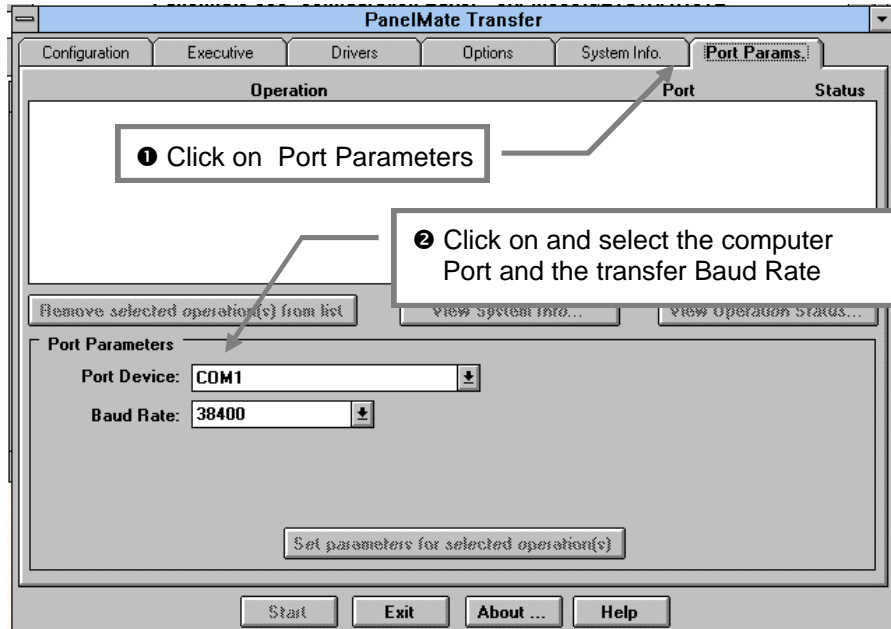 PanelMate Transfer
Configuration Executive Drivers Options System Info. Port Params.
Operation Port Status
❶ Click on Port Parameters
❷ Click on and select the computer
Port and the transfer Baud Rate
Remove selected operation(s) from list View System Info... View Operation Status...
Port Parameters
Port Device: COM1
Baud Rate: 38400
Set parameters for selected operation(s)
Start Exit About ... Help